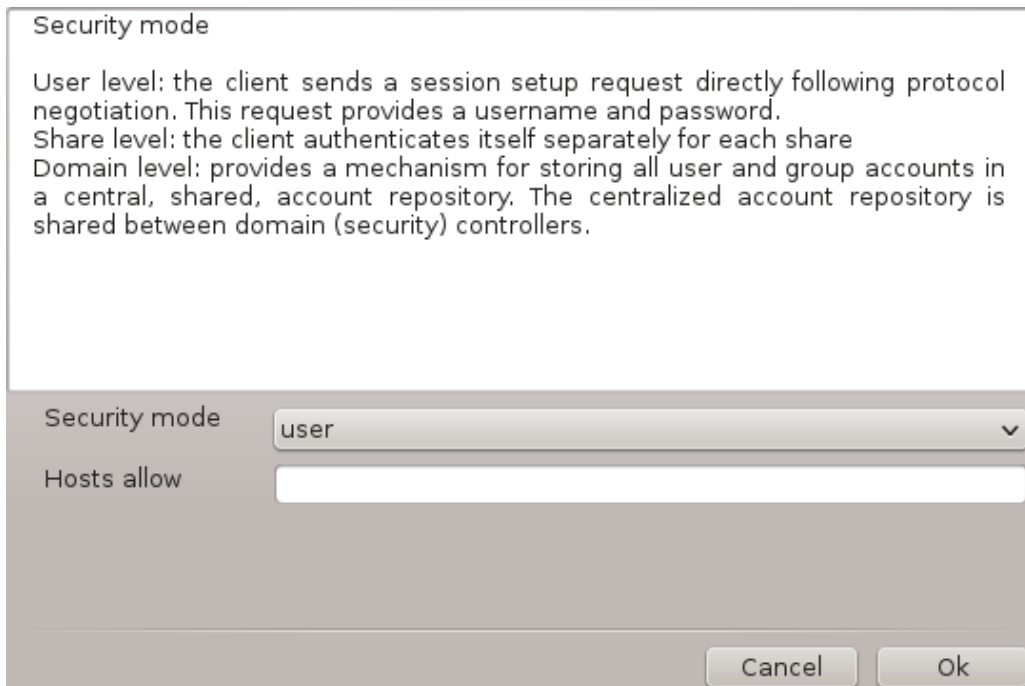 Security mode
User level: the client sends a session setup request directly following protocol
negotiation. This request provides a username and password.
Share level: the client authenticates itself separately for each share
Domain level: provides a mechanism for storing all user and group accounts in
a central, shared, account repository. The centralized account repository is
shared between domain (security) controllers.
Security mode
user
Hosts allow
Cancel
Ok